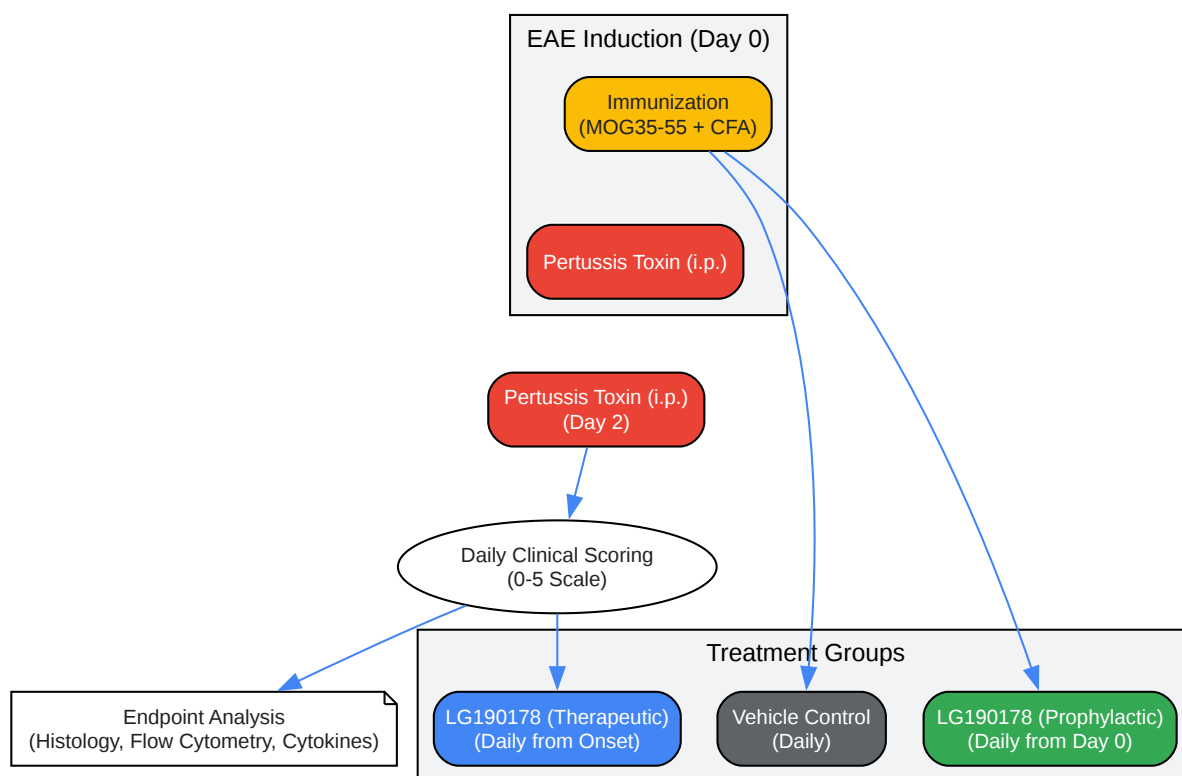 EAE Induction (Day 0)
Immunization
(MOG35-55 + CFA)
Pertussis Toxin (i.p.)
Pertussis Toxin (i.p.)
(Day 2)
Daily Clinical Scoring
(0-5 Scale)
Treatment Groups
Endpoint Analysis
(Histology, Flow Cytometry, Cytokines)
LG190178 (Therapeutic)
(Daily from Onset)
Vehicle Control
(Daily)
LG190178 (Prophylactic)
(Daily from Day 0)